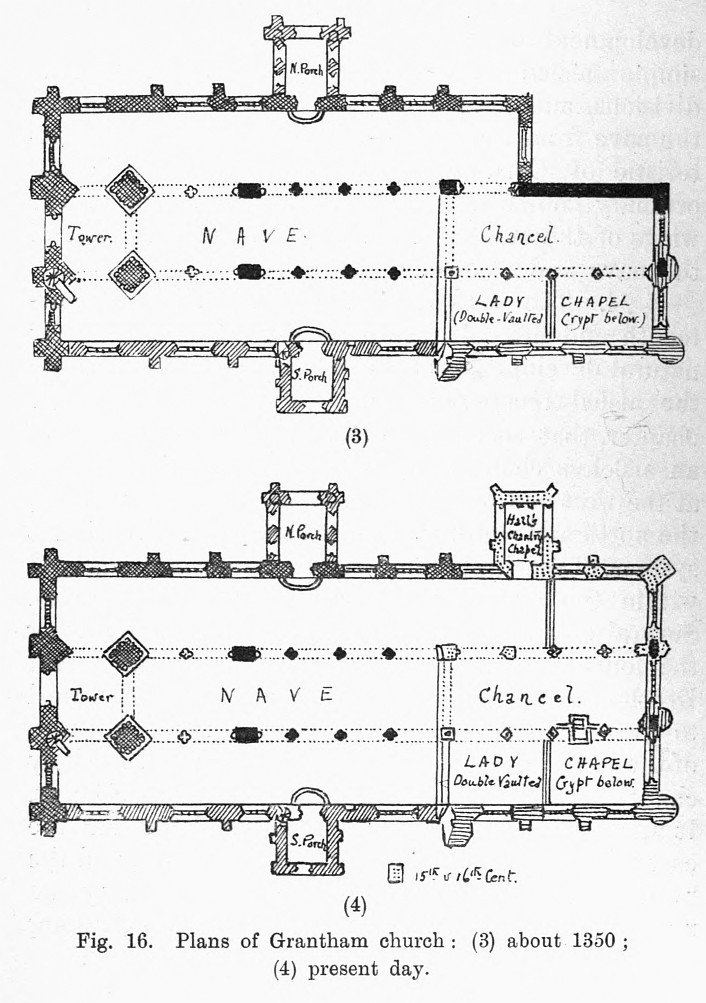 N. Porch
Tower.
N A V E.
Chancel.
LADY
(Double-Vaulted
CHAPEL
Crypt below.)
S. Porch
(3)
N. Porch
Hall's
Chantry
Chapel
Tower
N A V E
Chancel.
LADY
Double Vaulted
CHAPEL
Crypt below.
S. Porch
15th & 16th Cent.
(4)
Fig. 16. Plans of Grantham church : (3) about 1350 ;
(4) present day.